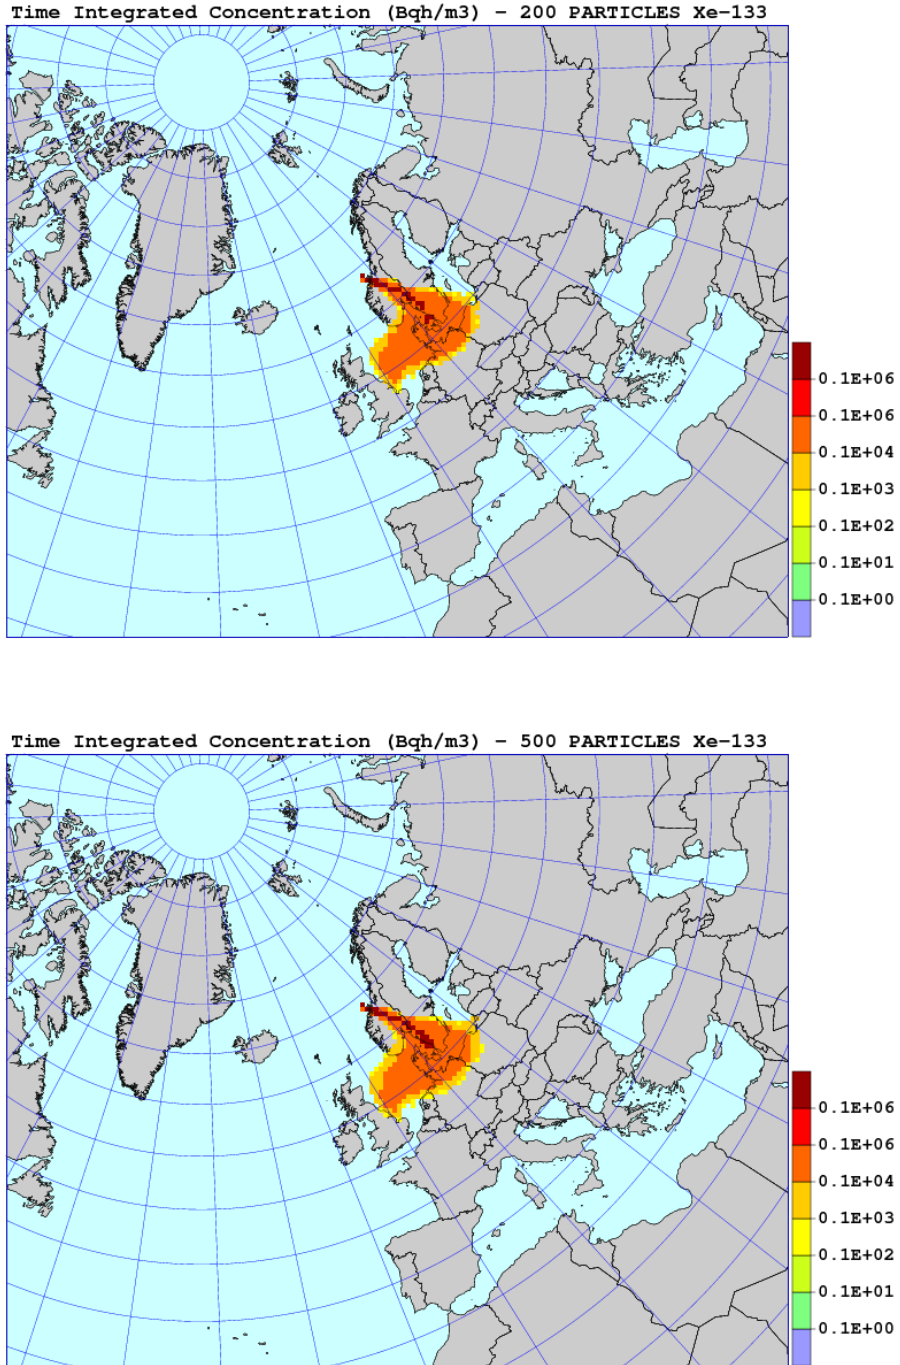 Time Integrated Concentration (Bqh/m3) - 200 PARTICLES Xe-133
0.1E+06
0.1E+06
0.1E+04
0.1E+03
0.1E+02
0.1E+01
0.1E+00
Time Integrated Concentration (Bqh/m3) - 500 PARTICLES Xe-133
0.1E+06
0.1E+06
0.1E+04
0.1E+03
0.1E+02
0.1E+01
0.1E+00